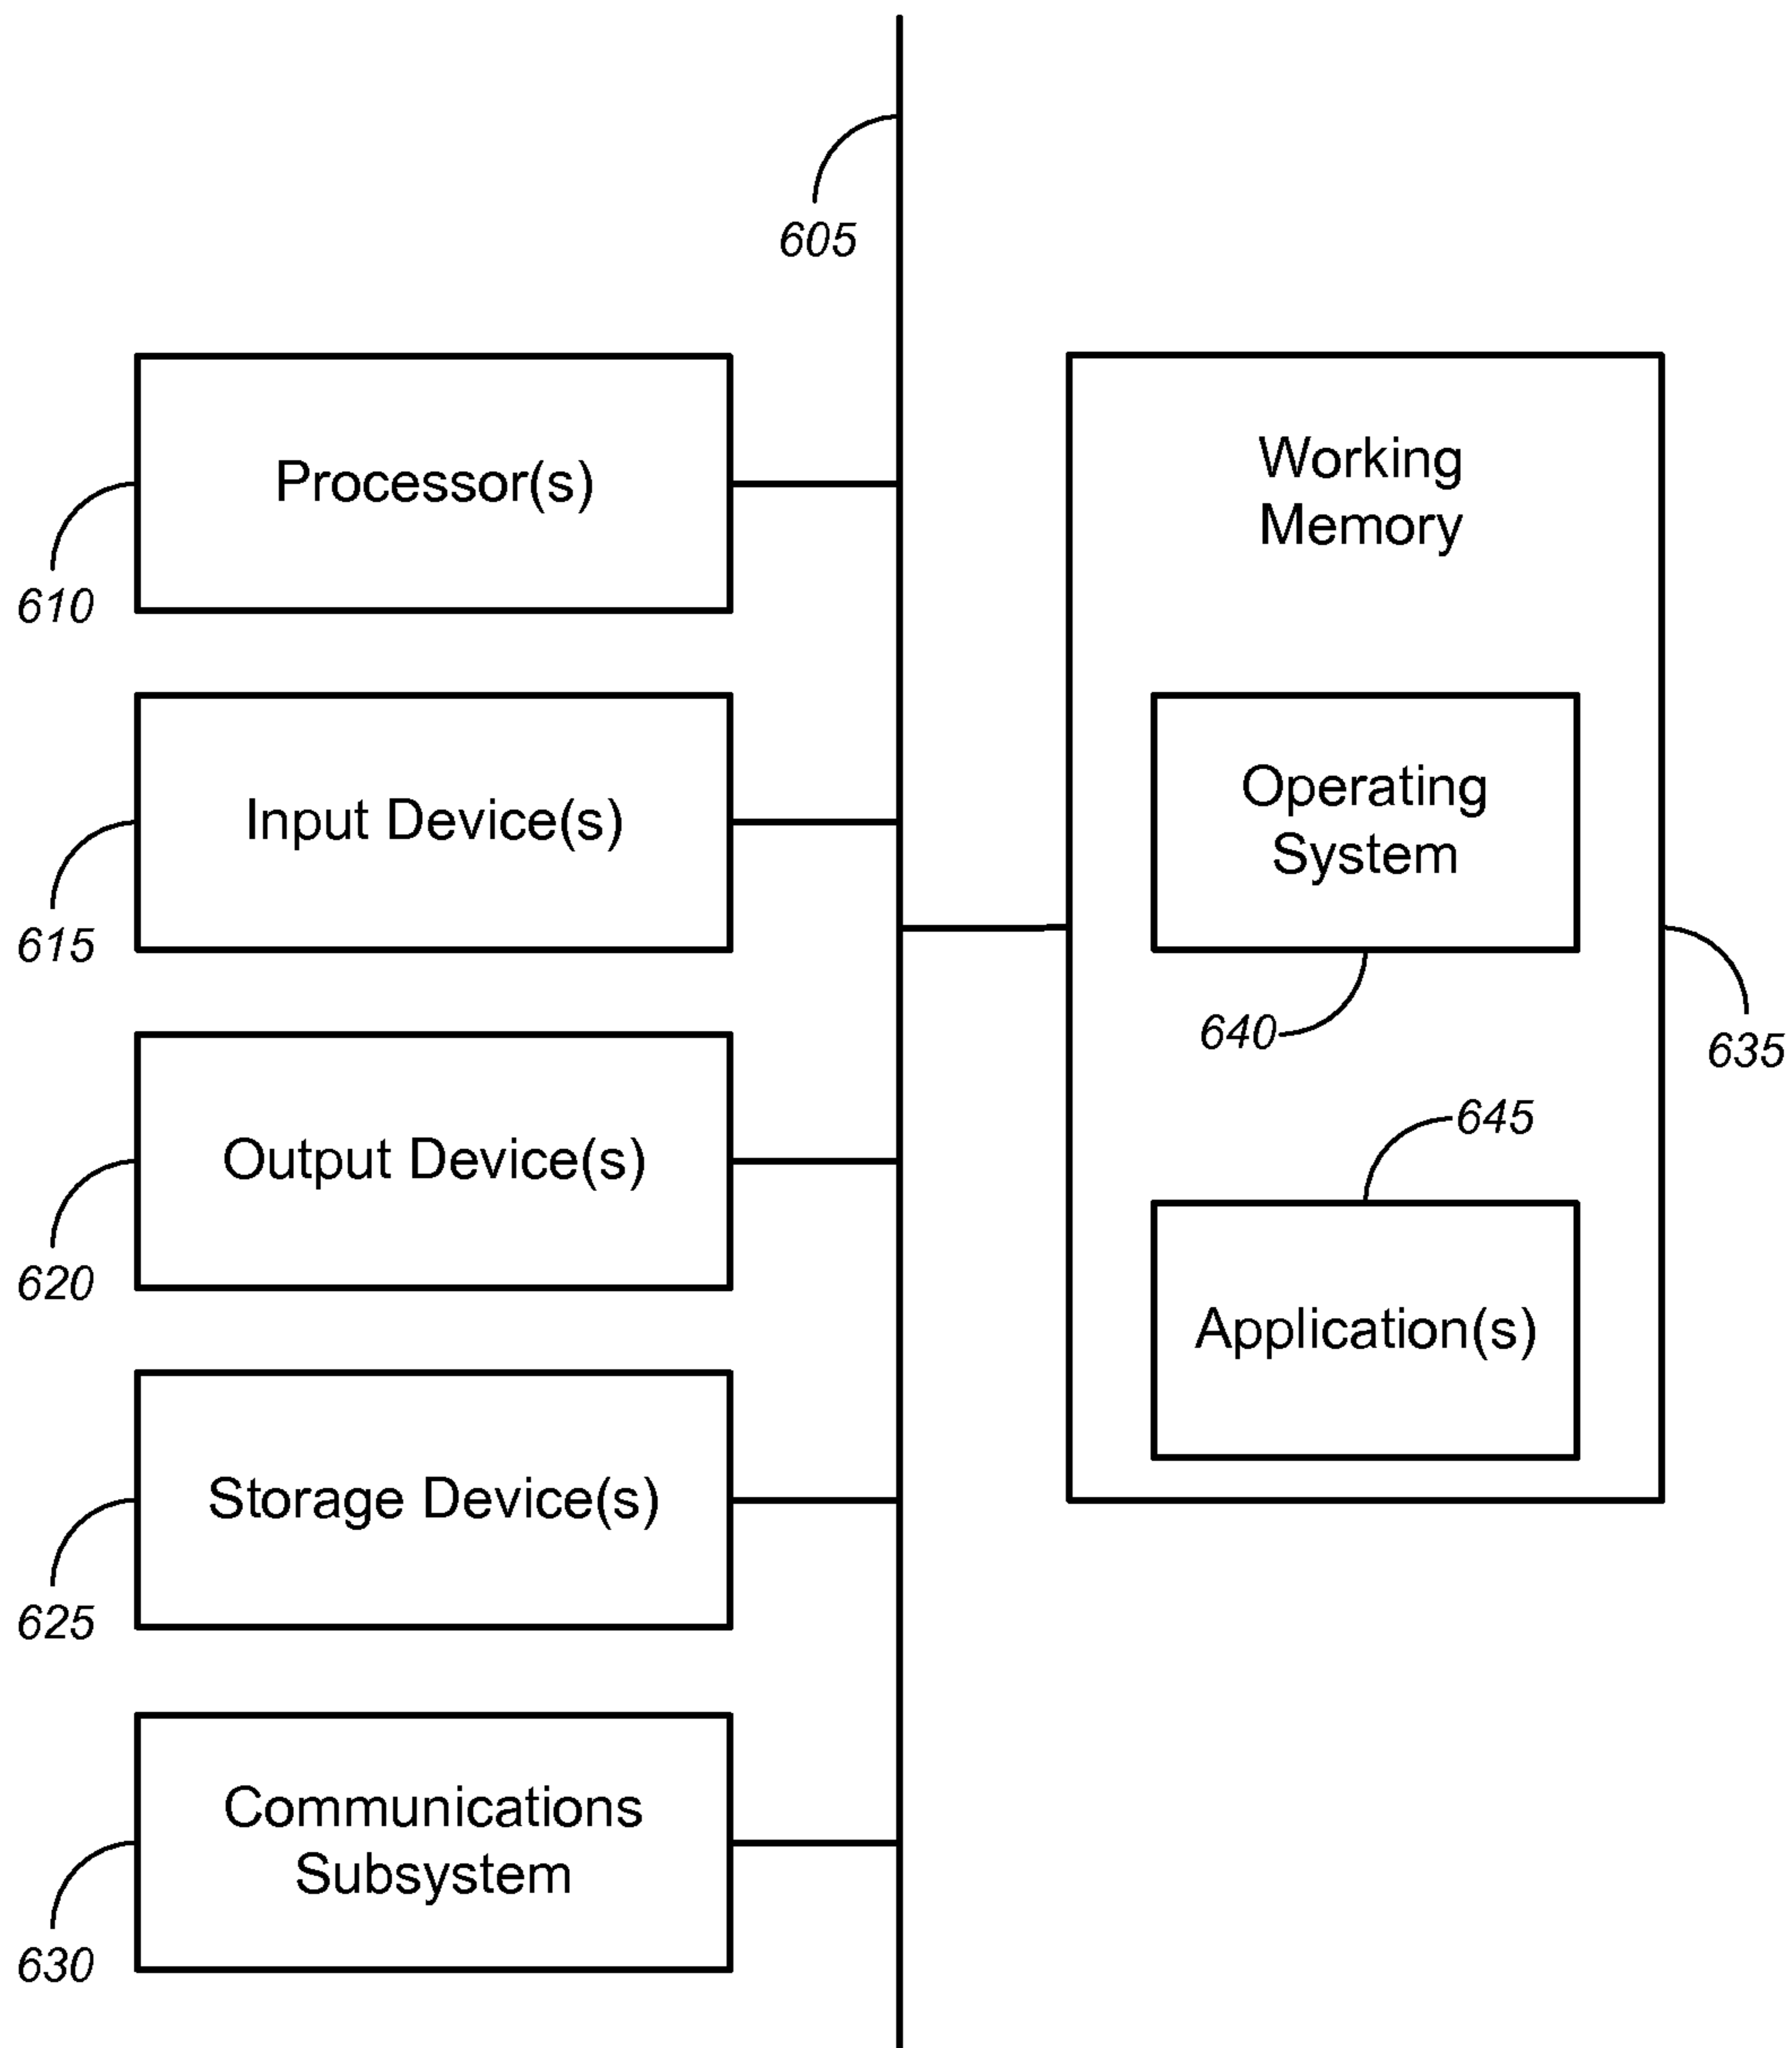 605
Processor(s)
610
Input Device(s)
615
Output Device(s)
620
Storage Device(s)
625
Communications
Subsystem
630
Working
Memory
Operating
System
640
635
645
Application(s)